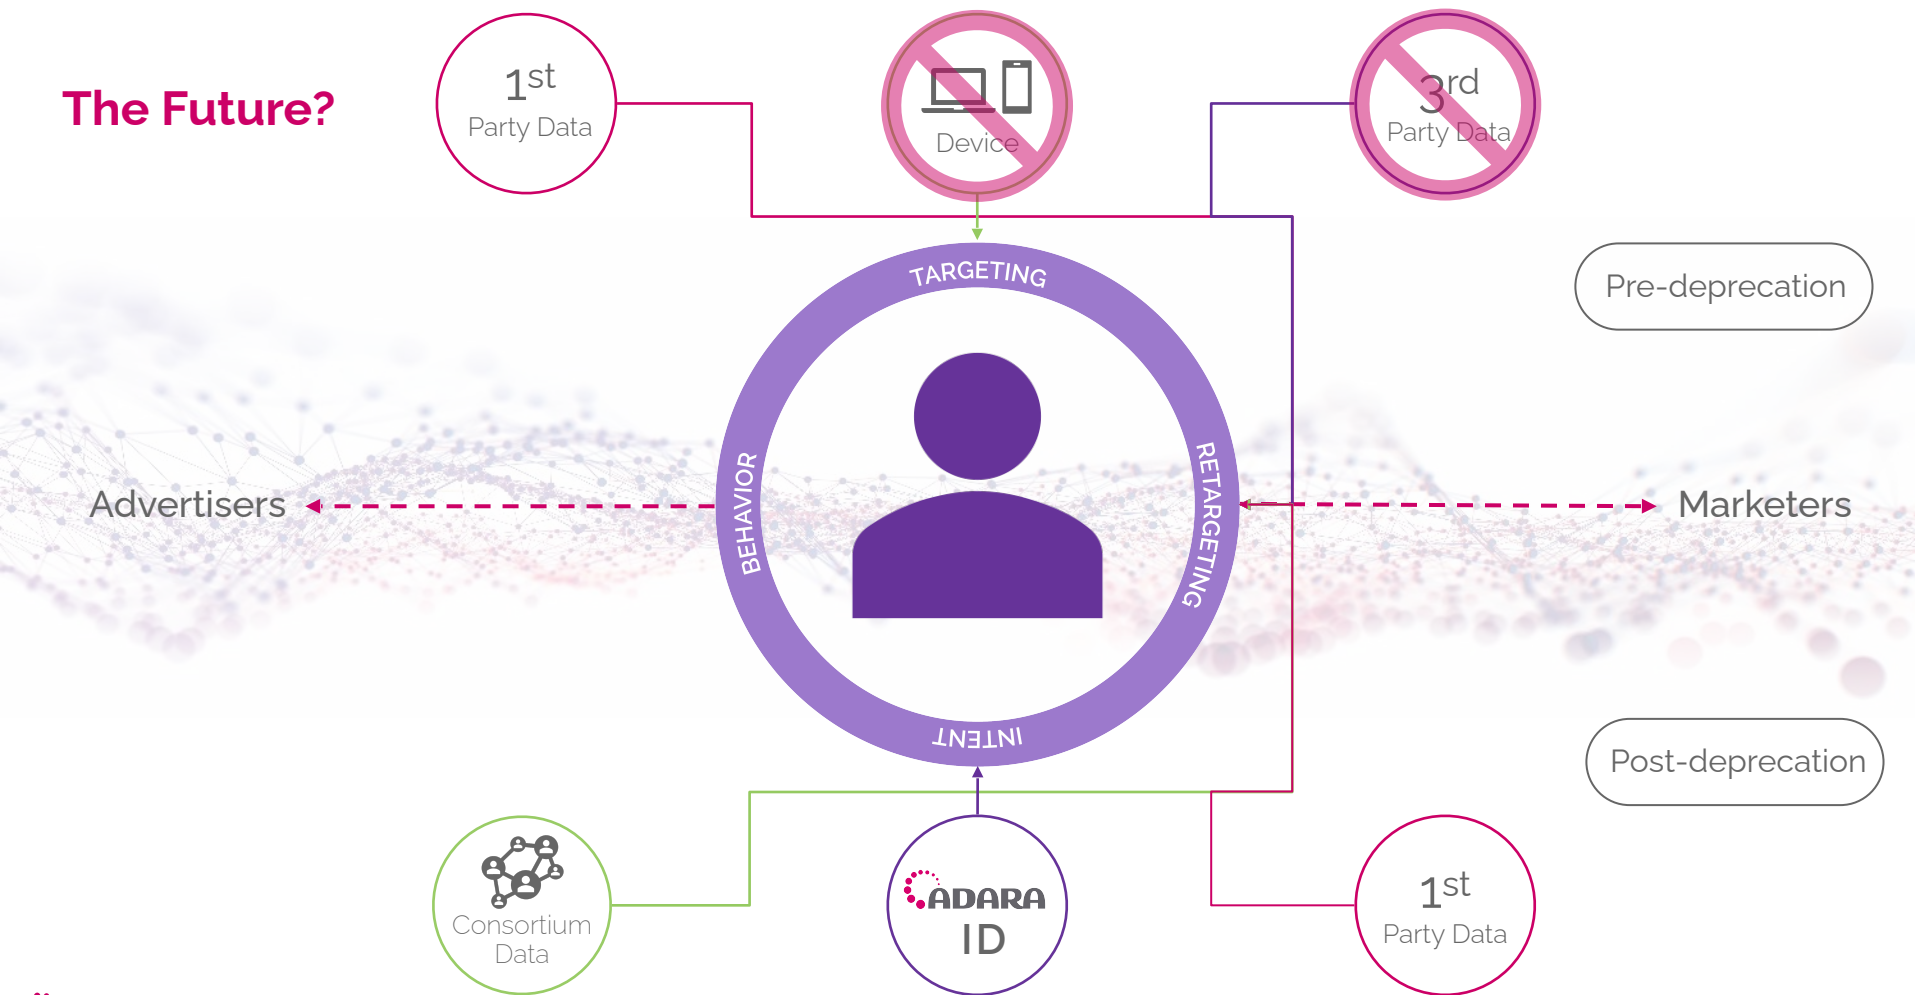 The Future?
1st
Party Data
Device
3rd
Party Data
Pre-deprecation
TARGETING
BEHAVIOR
RETARGETING
INTENT
Advertisers
Marketers
Post-deprecation
Consortium
Data
ADARA
ID
1st
Party Data